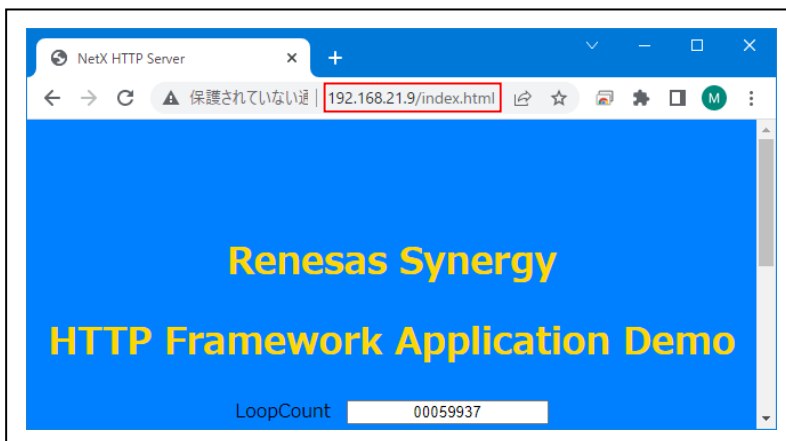 NetX HTTP Server
保護されていない通 192.168.21.9/index.html M
Renesas Synergy
HTTP Framework Application Demo
LoopCount 00059937